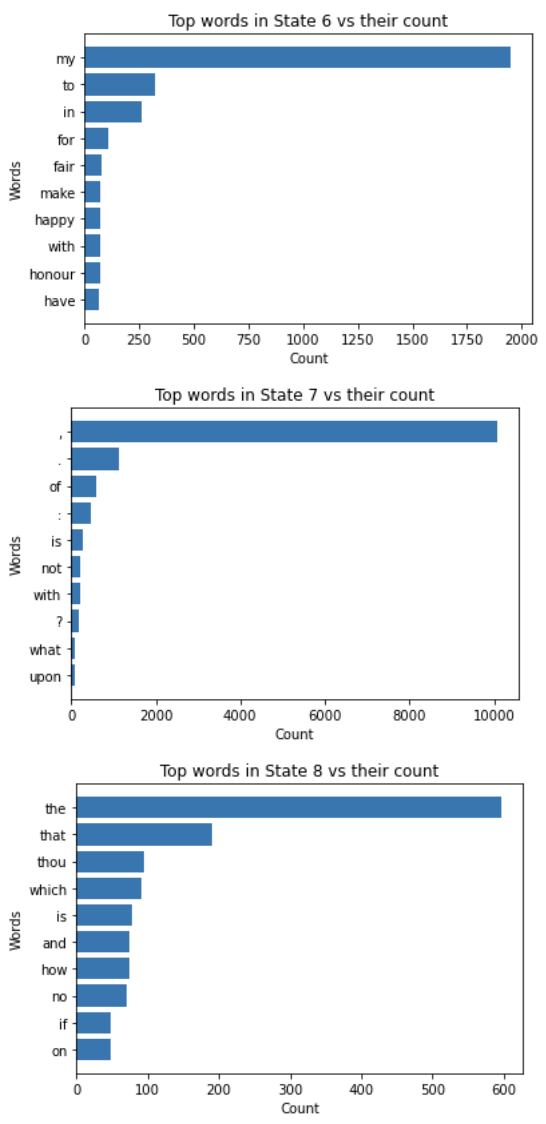 Top words in State 6 vs their count
my
to
in
for
fair
make
happy
with
honour
have
Words
0 250 500 750 1000 1250 1500 1750 2000
Count
Top words in State 7 vs their count
,
.
of
:
is
not
with
?
what
upon
Words
0 2000 4000 6000 8000 10000
Count
Top words in State 8 vs their count
the
that
thou
which
is
and
how
no
if
on
Words
0 100 200 300 400 500 600
Count